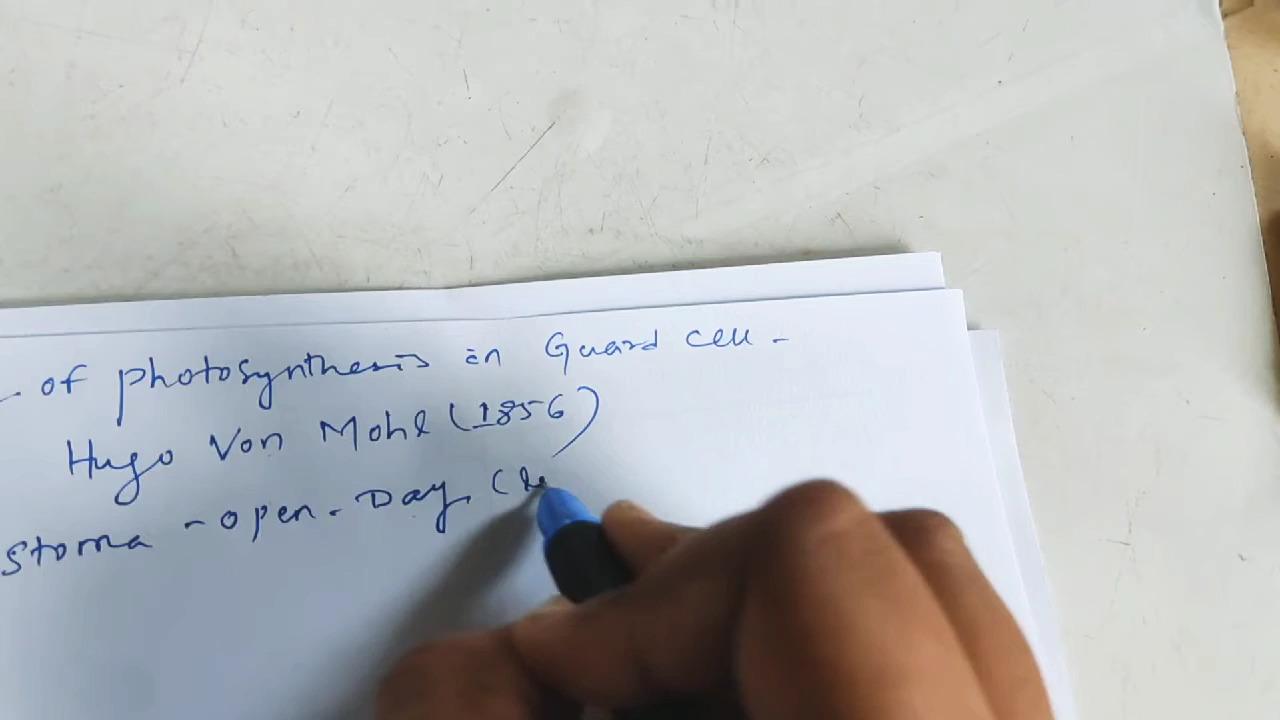 of photosynthesis in Guard cell -
Hugo Von Mohl (1856)
Stoma - open - Day (